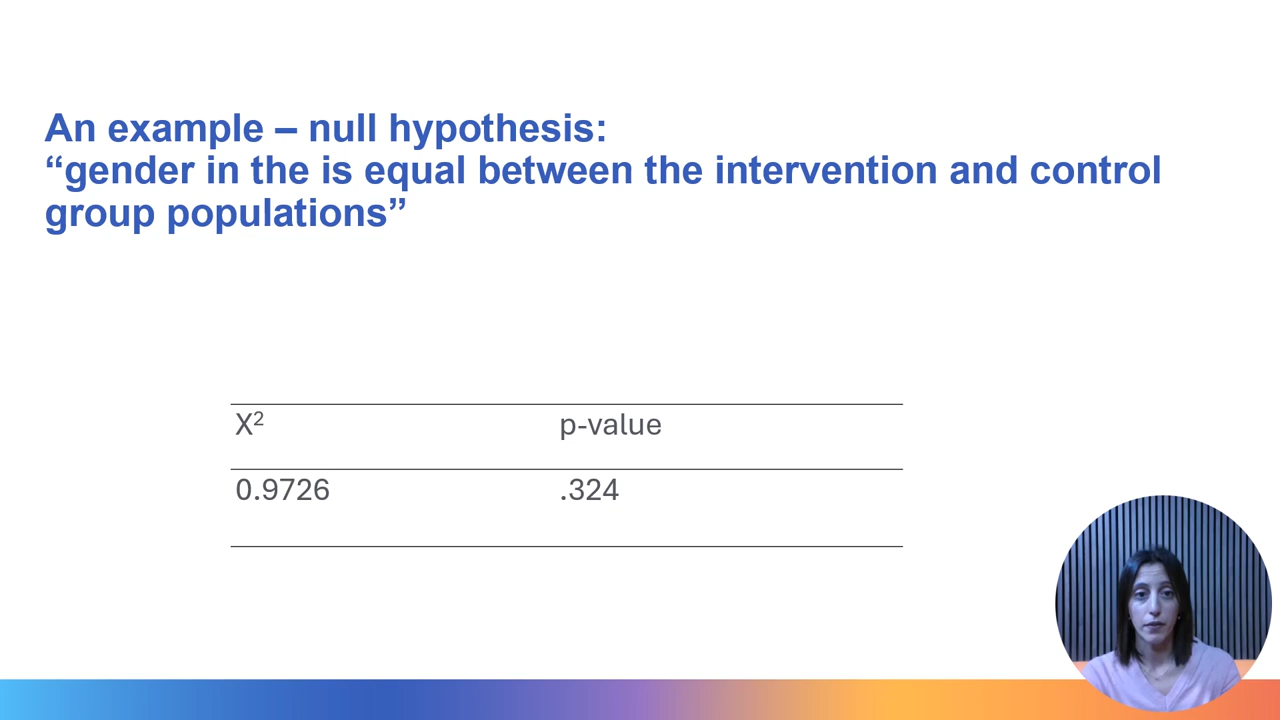 An example – null hypothesis:
“gender in the is equal between the intervention and control
group populations”
X² p-value
0.9726 .324